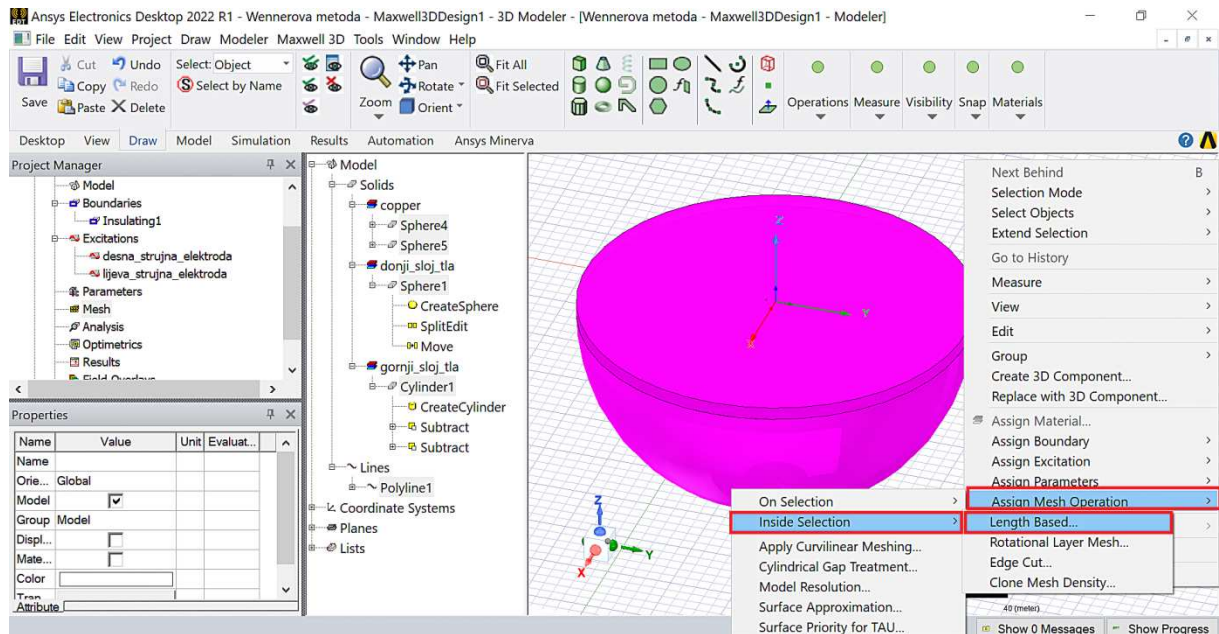 Ansys Electronics Desktop 2022 R1 - Wennerova metoda - Maxwell3DDesign1 - 3D Modeler - [Wennerova metoda - Maxwell3DDesign1 - Modeler]
File Edit View Project Draw Modeler Maxwell 3D Tools Window Help
Save
Cut Undo
Copy Redo
Paste Delete
Select: Object
Select by Name
Zoom
Pan
Rotate
Orient
Fit All
Fit Selected
Operations Measure Visibility Snap Materials
Desktop View Draw Model Simulation Results Automation Ansys Minerva
Project Manager
Model
Boundaries
Insulating1
Excitations
desna_strujna_elektroda
lijeva_strujna_elektroda
Parameters
Mesh
Analysis
Optimetrics
Results
Field Overlays
Properties
Name Value Unit Evaluat...
Name
Orie... Global
Model
Group Model
Displ...
Mate...
Color
Tran...
Attribute
Model
Solids
copper
Sphere4
Sphere5
donji_sloj_tla
Sphere1
CreateSphere
SplitEdit
Move
gornji_sloj_tla
Cylinder1
CreateCylinder
Subtract
Subtract
Lines
Polyline1
Coordinate Systems
Planes
Lists
Z
Y
X
Z
Y
X
Next Behind B
Selection Mode
Select Objects
Extend Selection
Go to History
Measure
View
Edit
Group
Create 3D Component...
Replace with 3D Component...
Assign Material...
Assign Boundary
Assign Excitation
Assign Parameters
Assign Mesh Operation
On Selection
Inside Selection
Apply Curvilinear Meshing...
Cylindrical Gap Treatment...
Model Resolution...
Surface Approximation...
Surface Priority for TAU...
Length Based...
Rotational Layer Mesh...
Edge Cut...
Clone Mesh Density...
40 (meter)
Show 0 Messages Show Progress